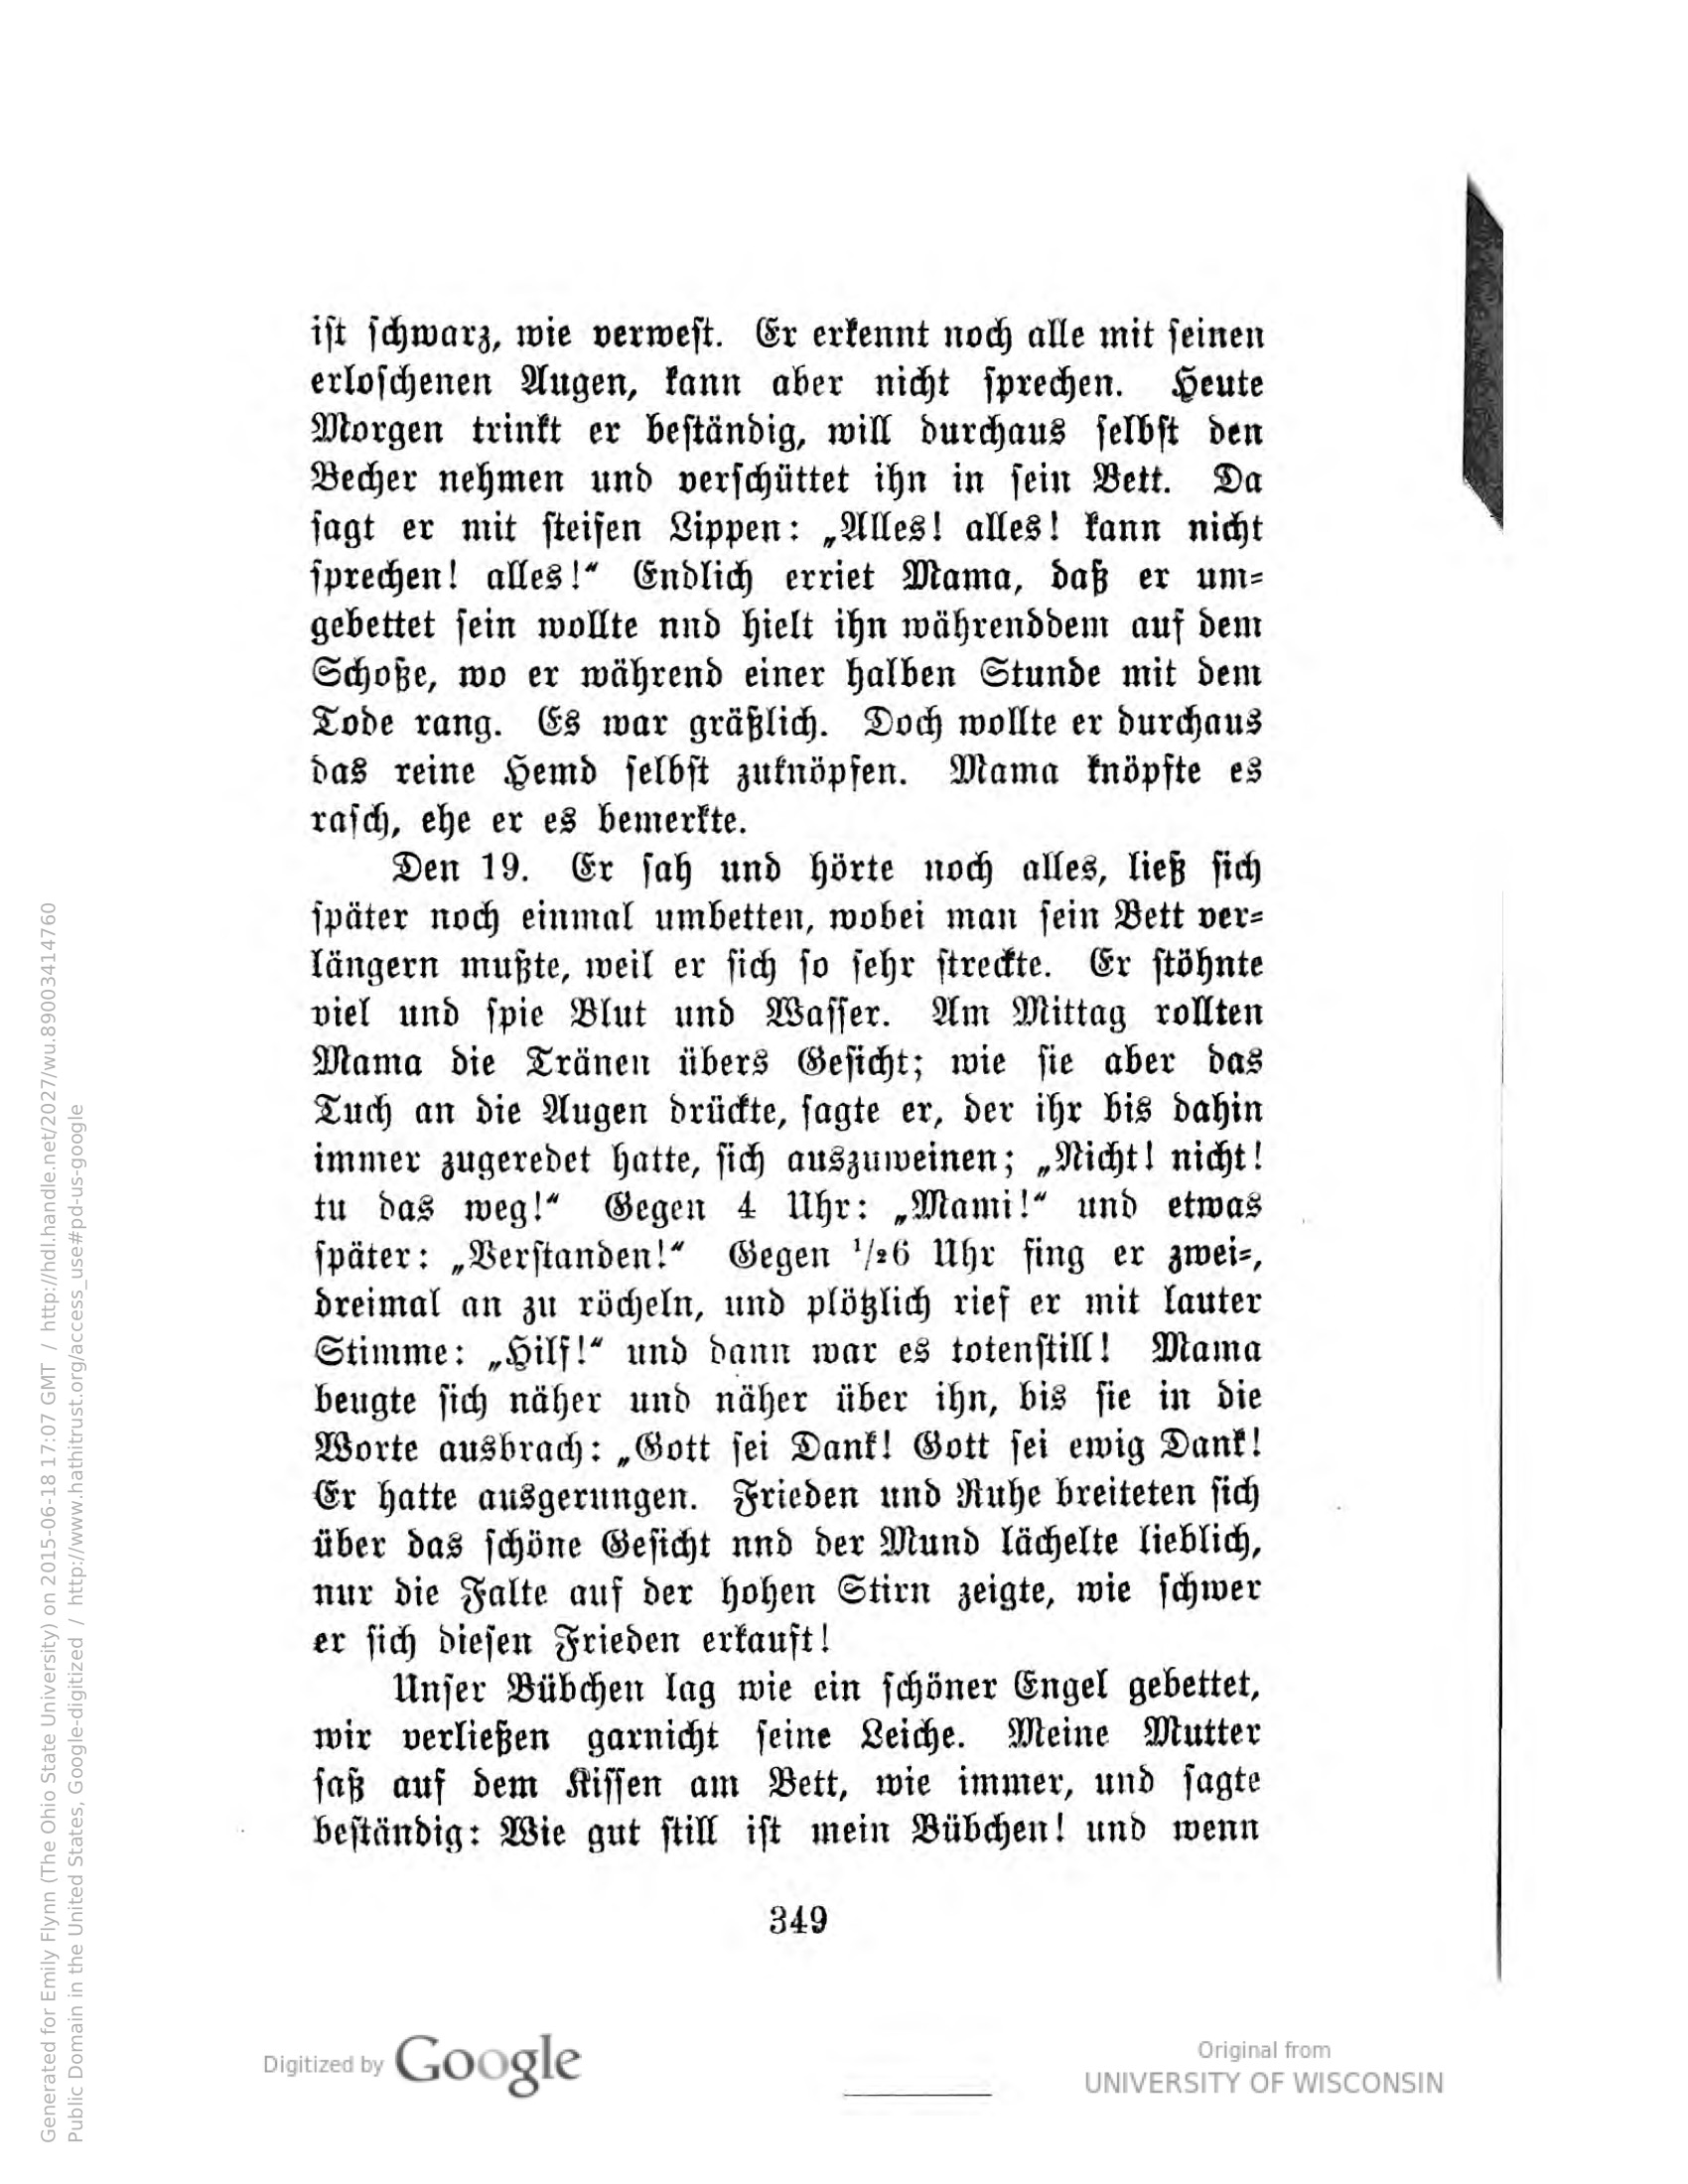 ist schwarz, wie verwest. Er erkennt noch alle mit seinen
erloschenen Augen, kann aber nicht sprechen. Heute
Morgen trinkt er beständig, will durchaus selbst den
Becher nehmen und verschüttet ihn in sein Bett. Da
sagt er mit steifen Lippen: „Alles! alles! kann nicht
sprechen! alles!“ Endlich erriet Mama, daß er um-
gebettet sein wollte nnd hielt ihn währenddem auf dem
Schoße, wo er während einer halben Stunde mit dem
Tode rang. Es war gräßlich. Doch wollte er durchaus
das reine Hemd selbst zuknöpfen. Mama knöpfte es
rasch, ehe er es bemerkte.
Den 19. Er sah und hörte noch alles, ließ sich
später noch einmal umbetten, wobei man sein Bett ver-
längern mußte, weil er sich so sehr streckte. Er stöhnte
viel und spie Blut und Wasser. Am Mittag rollten
Mama die Tränen übers Gesicht; wie sie aber das
Tuch an die Augen drückte, sagte er, der ihr bis dahin
immer zugeredet hatte, sich auszuweinen; „Nicht! nicht!
tu das weg!“ Gegen 4 Uhr: „Mami!“ und etwas
später: „Verstanden!“ Gegen ½6 Uhr fing er zwei-,
dreimal an zu röcheln, und plötzlich rief er mit lauter
Stimme: „Hilf!“ und dann war es totenstill! Mama
beugte sich näher und näher über ihn, bis sie in die
Worte ausbrach: „Gott sei Dank! Gott sei ewig Dank!
Er hatte ausgerungen. Frieden und Ruhe breiteten sich
über das schöne Gesicht nnd der Mund lächelte lieblich,
nur die Falte auf der hohen Stirn zeigte, wie schwer
er sich diesen Frieden erkauft!
Unser Bübchen lag wie ein schöner Engel gebettet,
wir verließen garnicht seine Leiche. Meine Mutter
saß auf dem Kissen am Bett, wie immer, und sagte
beständig: Wie gut still ist mein Bübchen! und wenn
349
Digitized by Google
Original from
UNIVERSITY OF WISCONSIN
Generated for Emily Flynn (The Ohio State University) on 2015-06-18 17:07 GMT / http://hdl.handle.net/2027/wu.89003414760
Public Domain in the United States, Google-digitized / http://www.hathitrust.org/access_use#pd-us-google